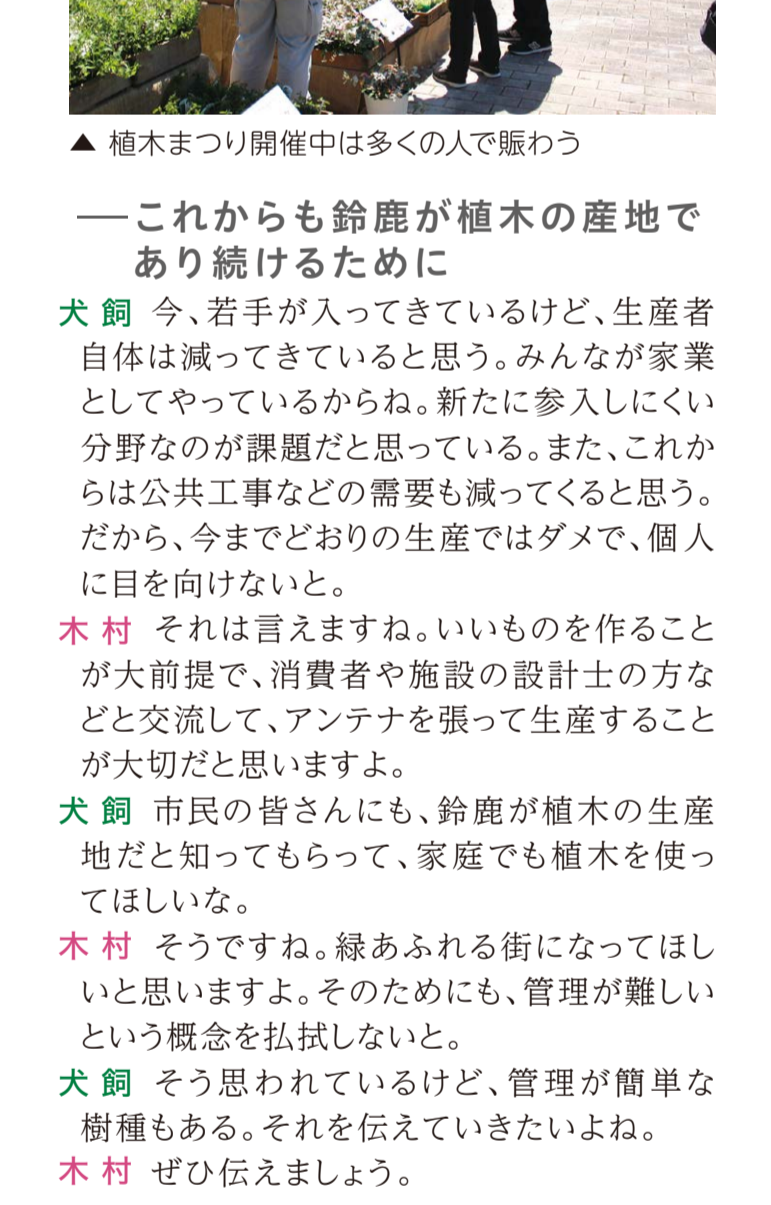 ▲ 植木まつり開催中は多くの人で賑わう
──これからも鈴鹿が植木の産地で
あり続けるために
犬飼 今、若手が入ってきているけど、生産者
自体は減ってきていると思う。みんなが家業
としてやっているからね。新たに参入しにくい
分野なのが課題だと思っている。また、これか
らは公共工事などの需要も減ってくると思う。
だから、今までどおりの生産ではダメで、個人
に目を向けないと。
木村 それは言えますね。いいものを作ること
が大前提で、消費者や施設の設計士の方な
どと交流して、アンテナを張って生産すること
が大切だと思いますよ。
犬飼 市民の皆さんにも、鈴鹿が植木の生産
地だと知ってもらって、家庭でも植木を使っ
てほしいな。
木村 そうですね。緑あふれる街になってほし
いと思いますよ。そのためにも、管理が難しい
という概念を払拭しないと。
犬飼 そう思われているけど、管理が簡単な
樹種もある。それを伝えていきたいよね。
木村 ぜひ伝えましょう。